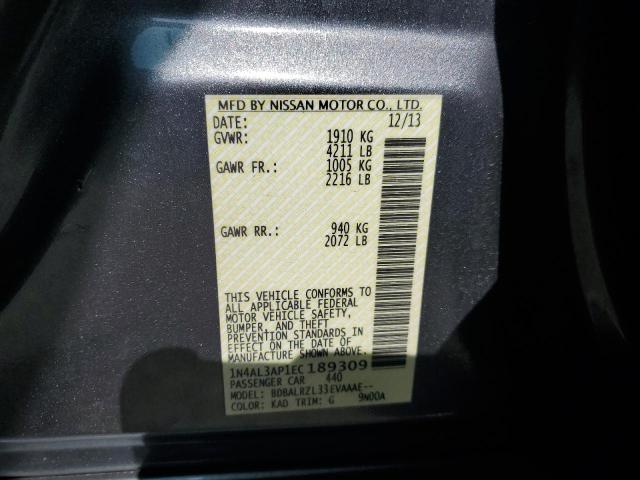 MFD BY NISSAN MOTOR CO., LTD.
DATE: 12/13
GVWR: 1910 KG
4211 LB
GAWR FR.: 1005 KG
2216 LB
GAWR RR.: 940 KG
2072 LB
THIS VEHICLE CONFORMS TO
ALL APPLICABLE FEDERAL
MOTOR VEHICLE SAFETY,
BUMPER, AND THEFT
PREVENTION STANDARDS IN
EFFECT ON THE DATE OF
MANUFACTURE SHOWN ABOVE.
1N4AL3AP1EC 189309
PASSENGER CAR 440
MODEL: BDBALRZL33EVAAAE--
COLOR: KAD TRIM: G 9N00A